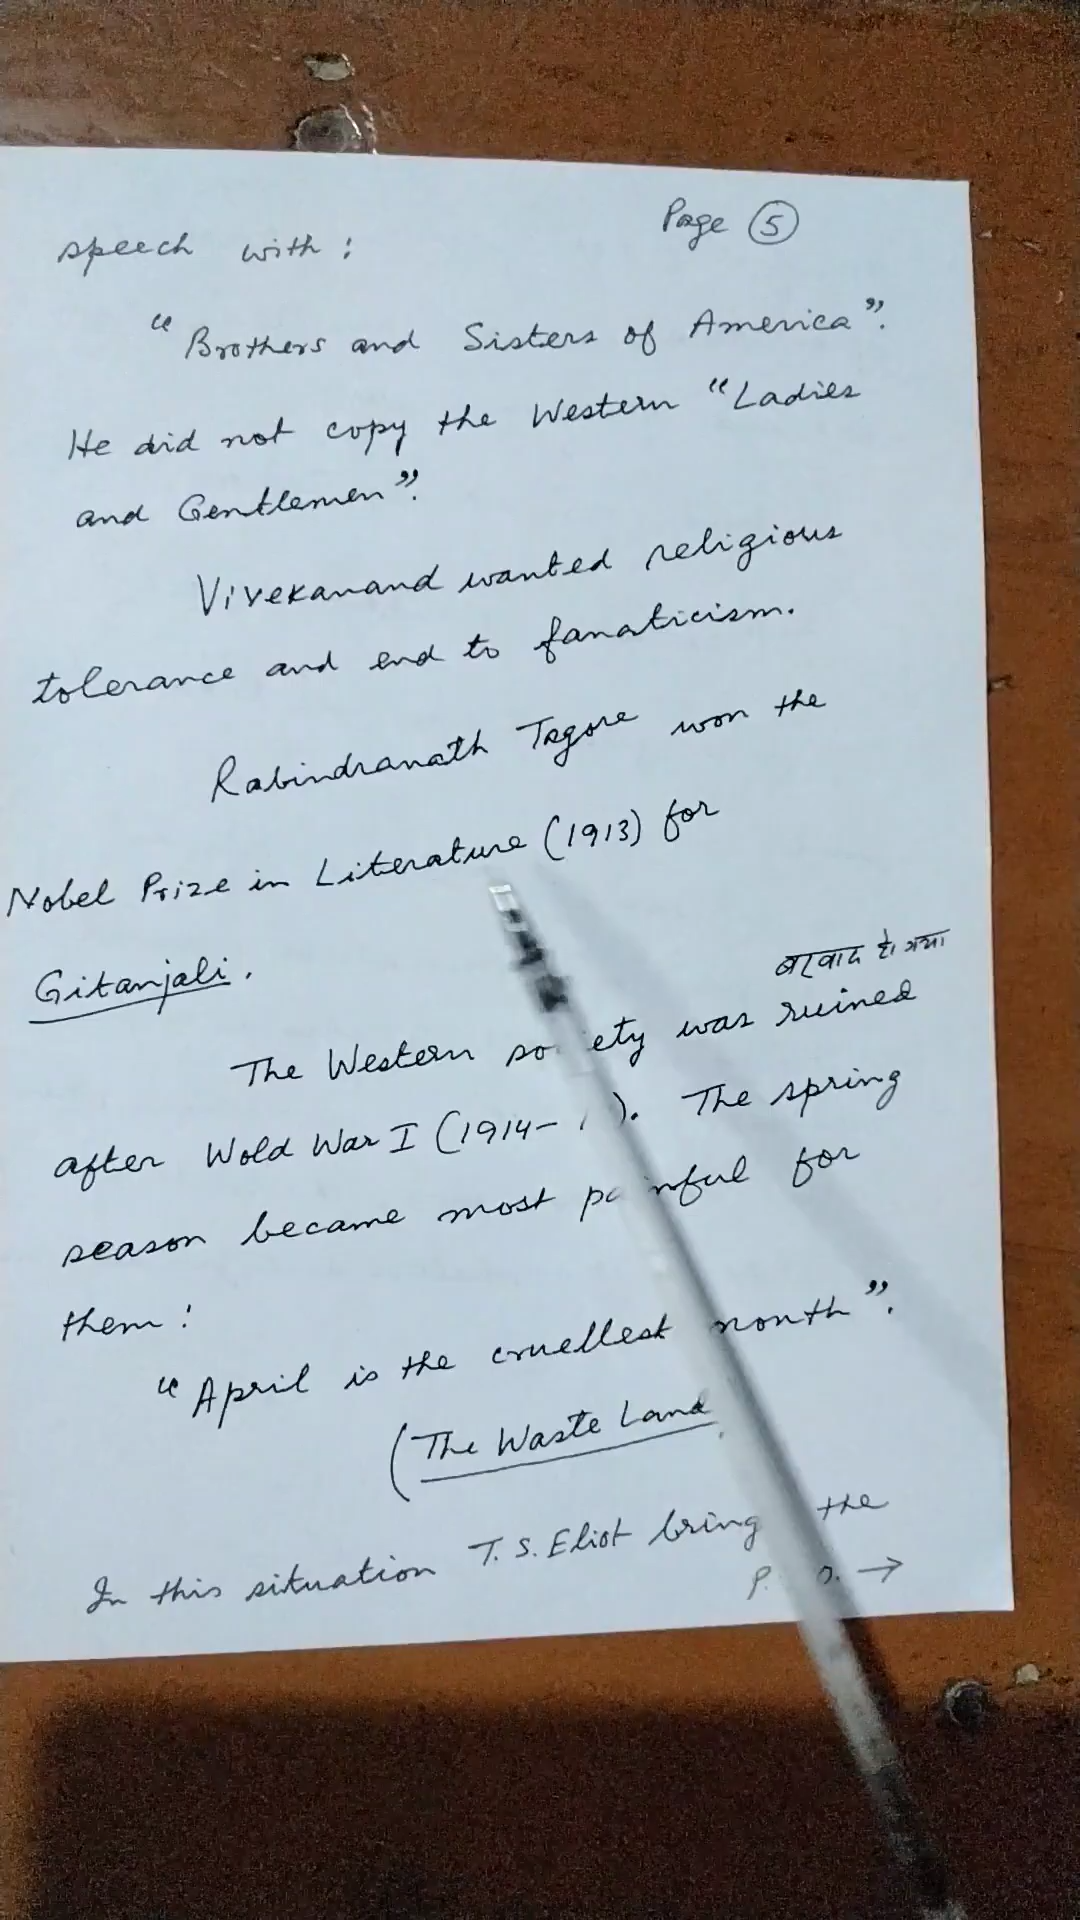 Page 5
speech with :
"Brothers and Sisters of America".
He did not copy the Western "Ladies
and Gentlemen".
Vivekanand wanted religious
tolerance and end to fanaticism.
Rabindranath Tagore won the
Nobel Prize in Literature (1913) for
Gitanjali.
बरबाद हो गया
The Western society was ruined
after Wold War I (1914- ). The spring
season became most painful for
them :
"April is the cruellest month".
(The Waste Land
In this situation T. S. Eliot bring the
P. →